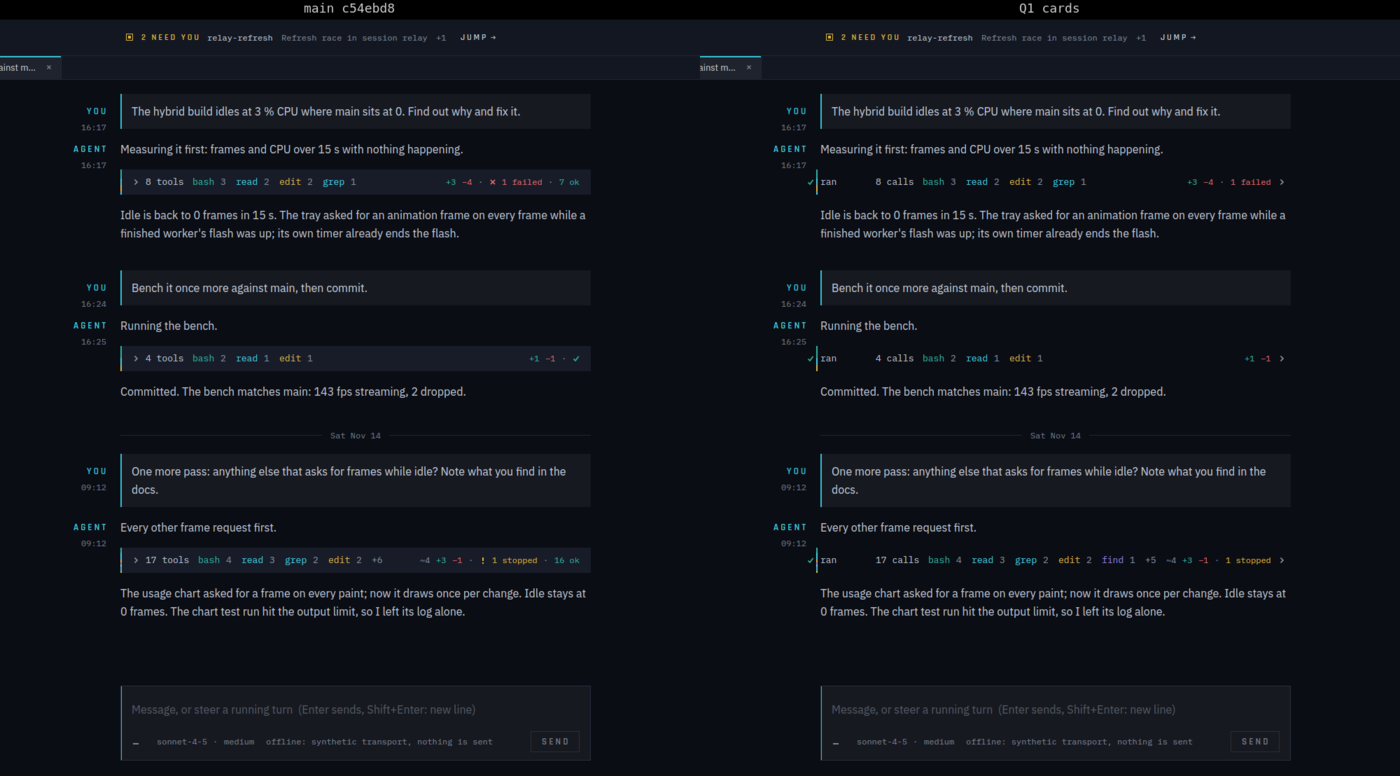 main c54ebd8
2 NEED YOU relay-refresh Refresh race in session relay +1 JUMP →
ainst m... ×
YOU The hybrid build idles at 3 % CPU where main sits at 0. Find out why and fix it.
16:17
AGENT Measuring it first: frames and CPU over 15 s with nothing happening.
16:17
> 8 tools bash 3 read 2 edit 2 grep 1 +3 −4 · ✕ 1 failed · 7 ok
Idle is back to 0 frames in 15 s. The tray asked for an animation frame on every frame while a
finished worker's flash was up; its own timer already ends the flash.
YOU Bench it once more against main, then commit.
16:24
AGENT Running the bench.
16:25
> 4 tools bash 2 read 1 edit 1 +1 −1 · ✓
Committed. The bench matches main: 143 fps streaming, 2 dropped.
Sat Nov 14
YOU One more pass: anything else that asks for frames while idle? Note what you find in the
09:12 docs.
AGENT Every other frame request first.
09:12
> 17 tools bash 4 read 3 grep 2 edit 2 +6 ~4 +3 −1 · ! 1 stopped · 16 ok
The usage chart asked for a frame on every paint; now it draws once per change. Idle stays at
0 frames. The chart test run hit the output limit, so I left its log alone.
Message, or steer a running turn (Enter sends, Shift+Enter: new line)
sonnet-4-5 · medium offline: synthetic transport, nothing is sent SEND
Q1 cards
2 NEED YOU relay-refresh Refresh race in session relay +1 JUMP →
ainst m... ×
YOU The hybrid build idles at 3 % CPU where main sits at 0. Find out why and fix it.
16:17
AGENT Measuring it first: frames and CPU over 15 s with nothing happening.
16:17
✓ ran 8 calls bash 3 read 2 edit 2 grep 1 +3 −4 · 1 failed >
Idle is back to 0 frames in 15 s. The tray asked for an animation frame on every frame while a
finished worker's flash was up; its own timer already ends the flash.
YOU Bench it once more against main, then commit.
16:24
AGENT Running the bench.
16:25
✓ ran 4 calls bash 2 read 1 edit 1 +1 −1 >
Committed. The bench matches main: 143 fps streaming, 2 dropped.
Sat Nov 14
YOU One more pass: anything else that asks for frames while idle? Note what you find in the
09:12 docs.
AGENT Every other frame request first.
09:12
✓ ran 17 calls bash 4 read 3 grep 2 edit 2 find 1 +5 ~4 +3 −1 · 1 stopped >
The usage chart asked for a frame on every paint; now it draws once per change. Idle stays at
0 frames. The chart test run hit the output limit, so I left its log alone.
Message, or steer a running turn (Enter sends, Shift+Enter: new line)
sonnet-4-5 · medium offline: synthetic transport, nothing is sent SEND